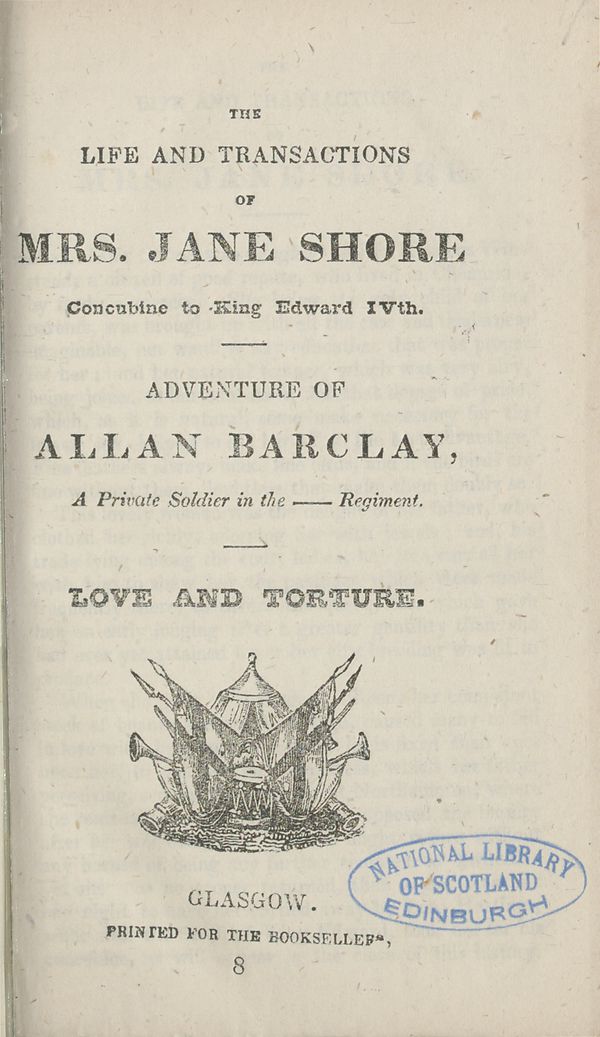 THE
LIFE AND TRANSACTIONS
OF
MRS. JANE SHORE
Concubine to King Edward IVth.
ADVENTURE OF
ALLAN BARCLAY,
A Private Soldier in the —— Regiment.
LOVE AND TORTURE.
GLASGOW.
PRINTED FOR THE BOOKSELLERS,
8
NATIONAL LIBRARY
OF SCOTLAND
EDINBURGH